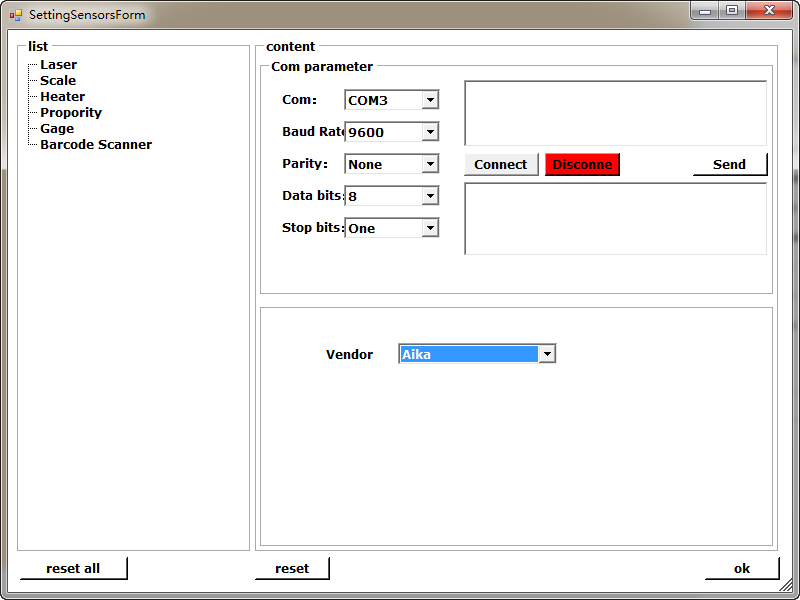 SettingSensorsForm
list
Laser
Scale
Heater
Propority
Gage
Barcode Scanner
content
Com parameter
Com: COM3
Baud Rate 9600
Parity: None
Data bits: 8
Stop bits: One
Connect Disconne Send
Vendor Aika
reset all reset ok